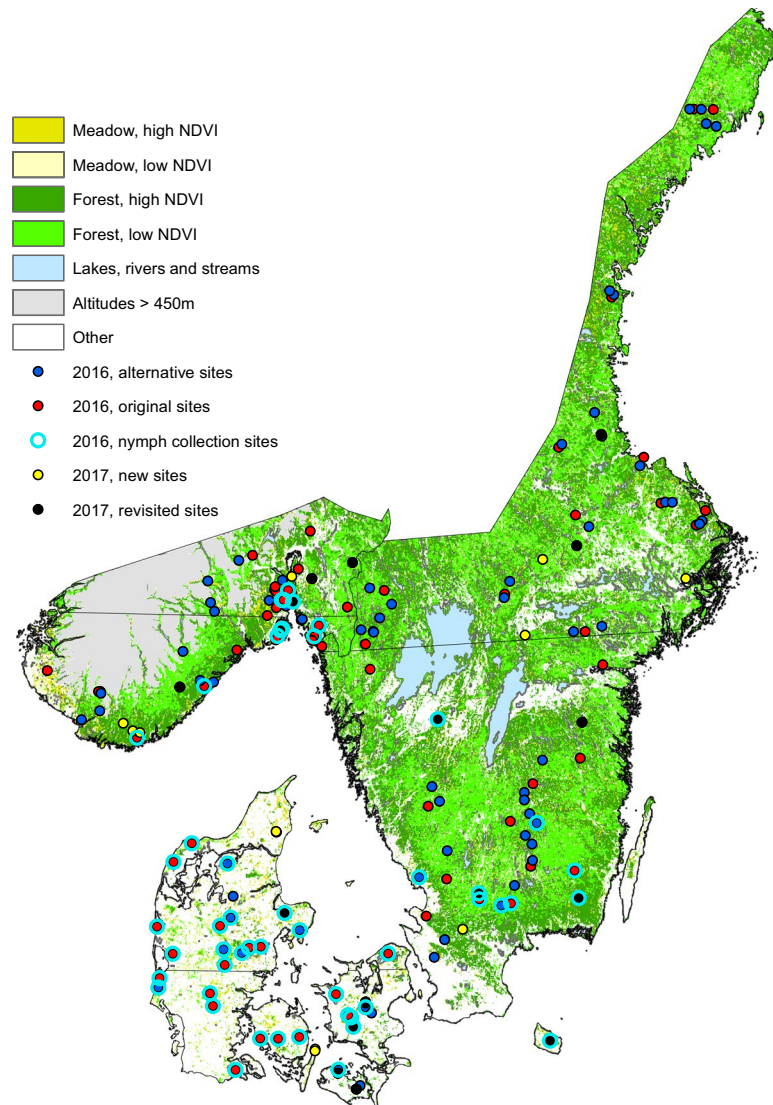 Meadow, high NDVI
Meadow, low NDVI
Forest, high NDVI
Forest, low NDVI
Lakes, rivers and streams
Altitudes > 450m
Other
2016, alternative sites
2016, original sites
2016, nymph collection sites
2017, new sites
2017, revisited sites